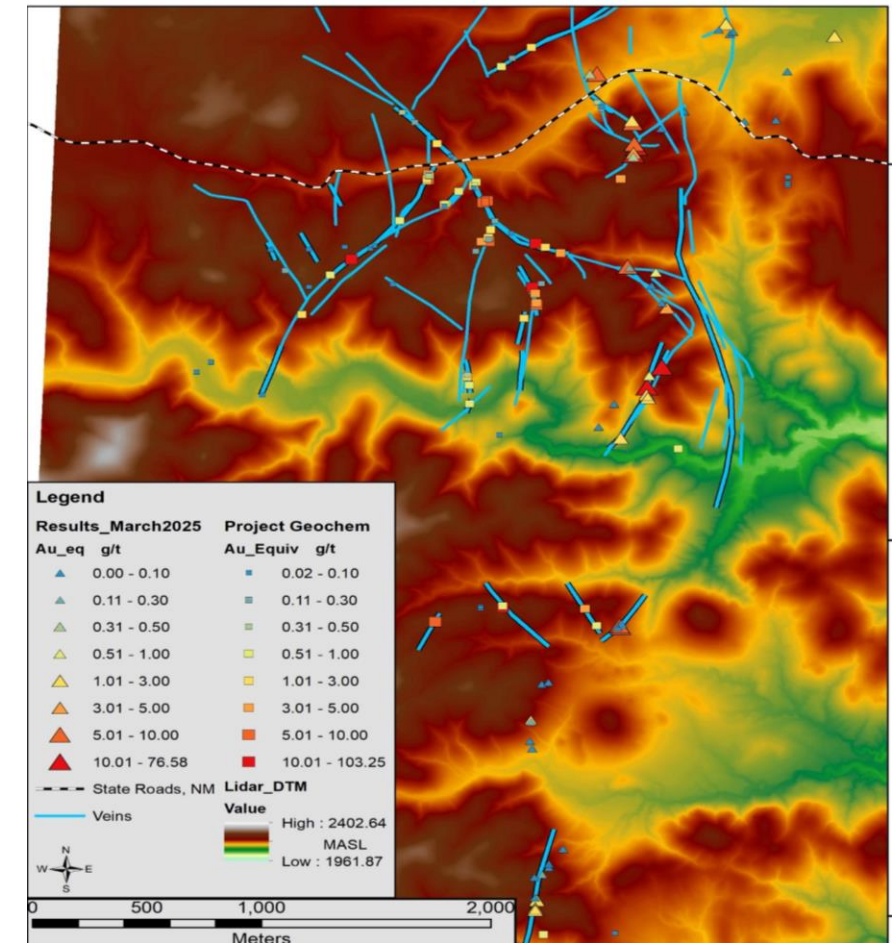 Legend
Results_March2025 Project Geochem
Au_eq g/t Au_Equiv g/t
0.00 - 0.10 0.02 - 0.10
0.11 - 0.30 0.11 - 0.30
0.31 - 0.50 0.31 - 0.50
0.51 - 1.00 0.51 - 1.00
1.01 - 3.00 1.01 - 3.00
3.01 - 5.00 3.01 - 5.00
5.01 - 10.00 5.01 - 10.00
10.01 - 76.58 10.01 - 103.25
State Roads, NM Lidar_DTM
Veins Value
High : 2402.64
MASL
Low : 1961.87
N
W E
S
0 500 1,000 2,000
Meters